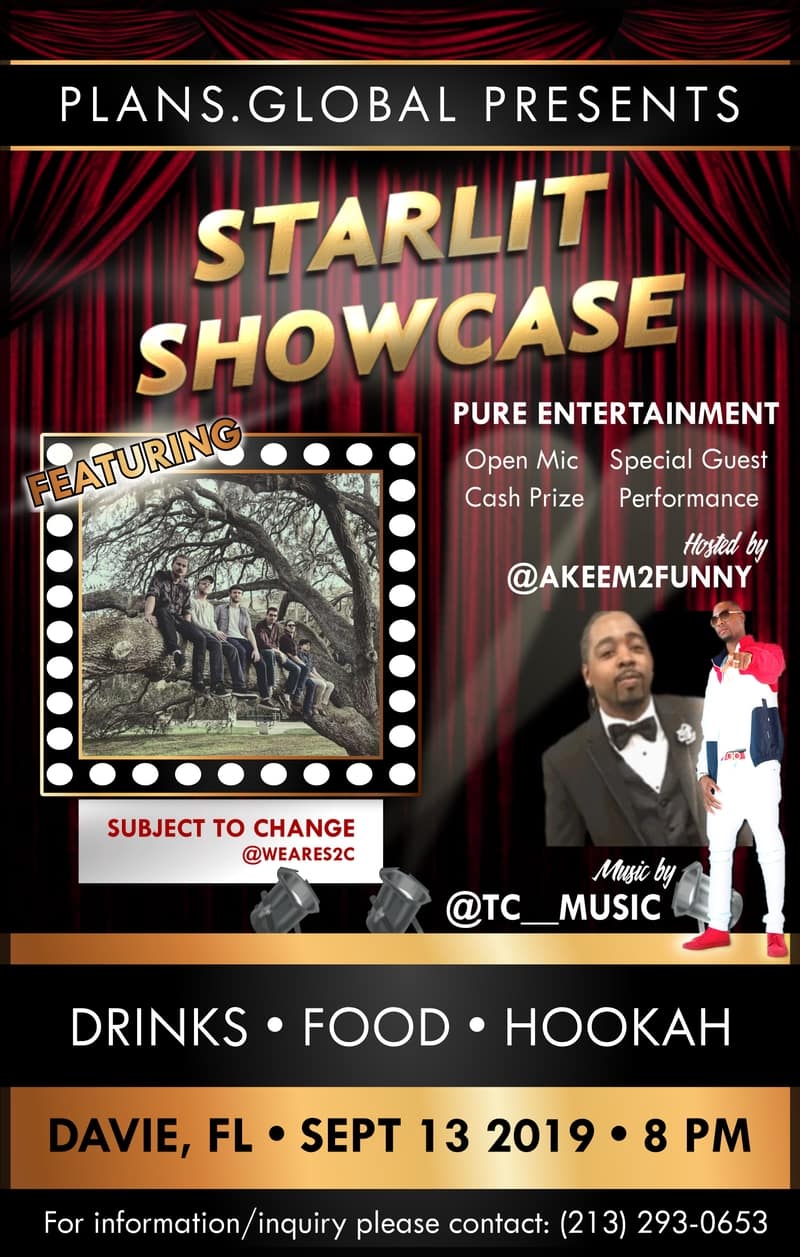 PLANS.GLOBAL PRESENTS
STARLIT
SHOWCASE
FEATURING
SUBJECT TO CHANGE
@WEARES2C
PURE ENTERTAINMENT
Open Mic Special Guest
Cash Prize Performance
Hosted by
@AKEEM2FUNNY
Music by
@TC__MUSIC
DRINKS • FOOD • HOOKAH
DAVIE, FL • SEPT 13 2019 • 8 PM
For information/inquiry please contact: (213) 293-0653